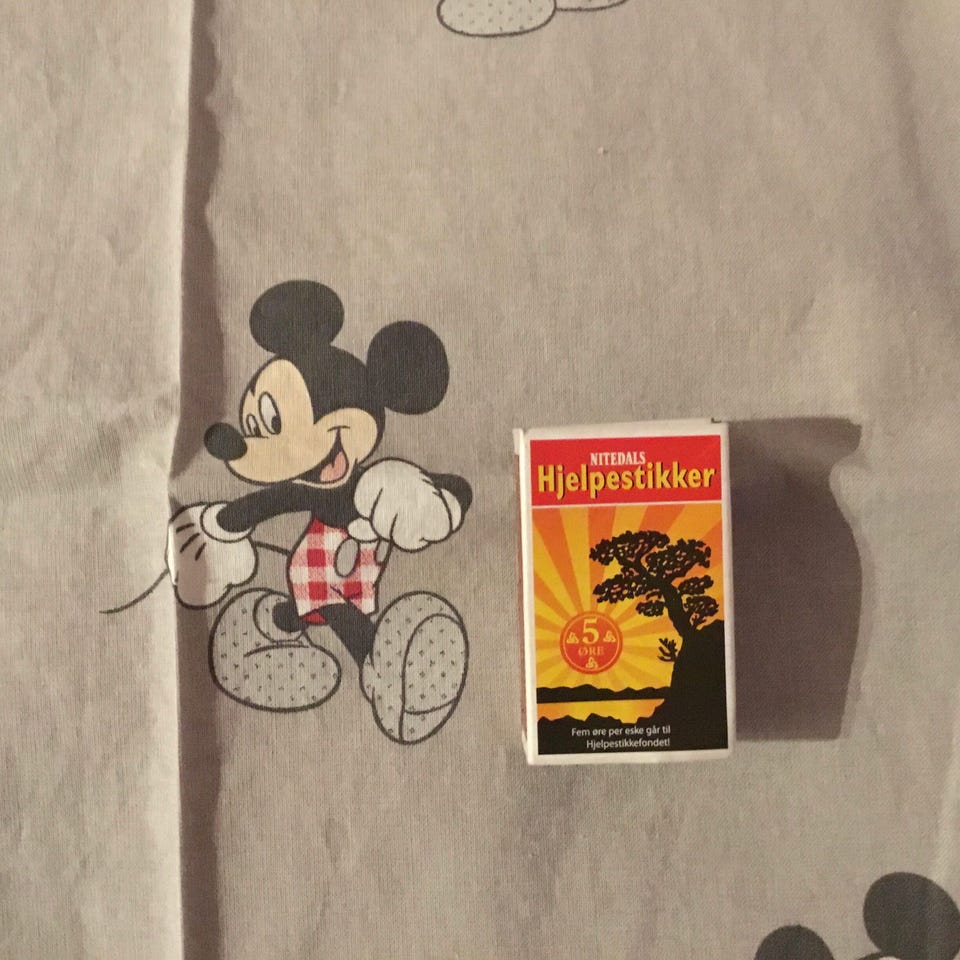 NITEDALS
Hjelpestikker
5
ØRE
Fem øre per eske går til
Hjelpestikkefondet!